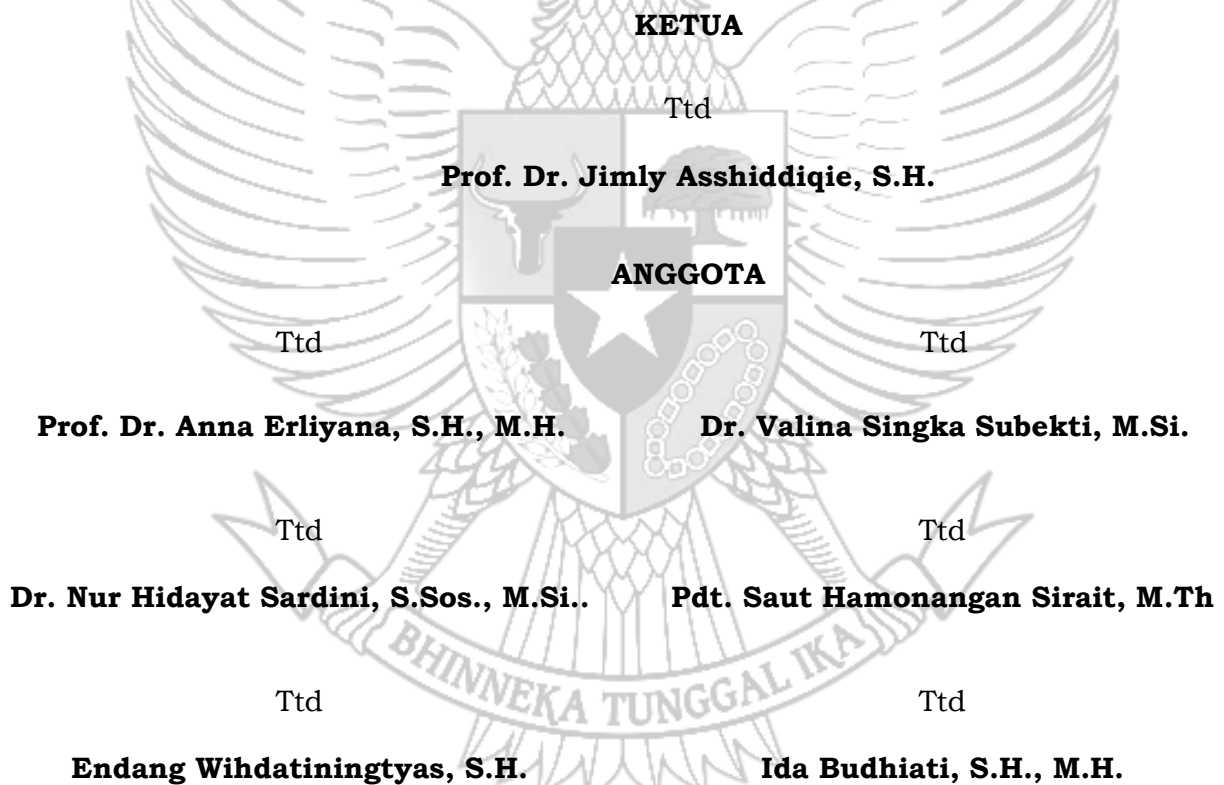 KETUA
Ttd
Prof. Dr. Jimly Asshiddiqie, S.H.
ANGGOTA
Ttd Ttd
Prof. Dr. Anna Erliyana, S.H., M.H. Dr. Valina Singka Subekti, M.Si.
Ttd Ttd
Dr. Nur Hidayat Sardini, S.Sos., M.Si.. Pdt. Saut Hamonangan Sirait, M.Th
BHINNEKA TUNGGAL IKA
Ttd Ttd
Endang Wihdatiningtyas, S.H. Ida Budhiati, S.H., M.H.